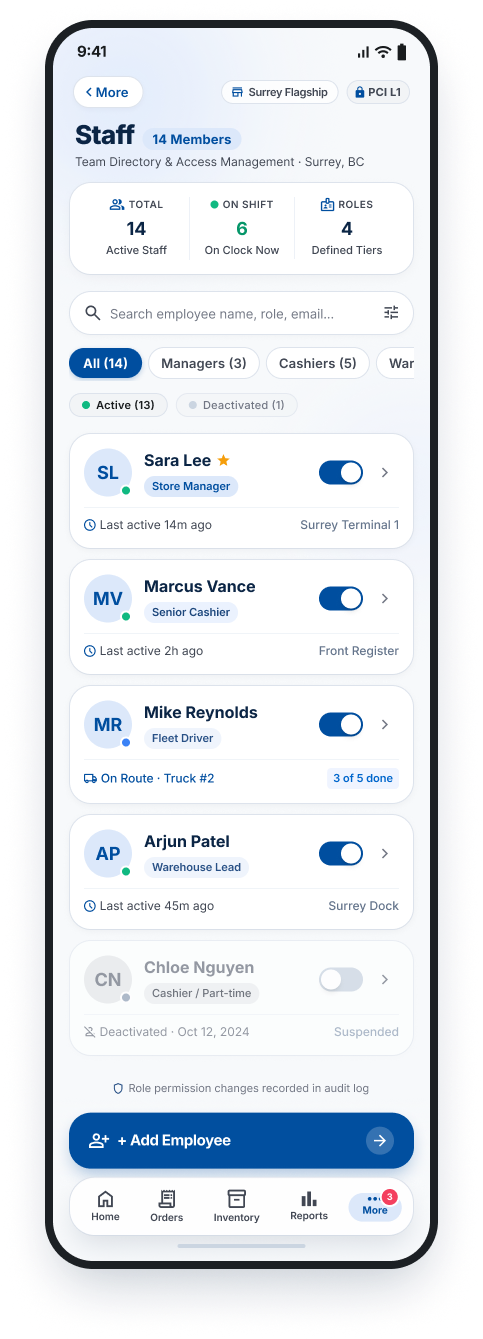 9:41
More
Surrey Flagship
PCI L1
Staff
14 Members
Team Directory & Access Management · Surrey, BC
TOTAL
14
Active Staff
ON SHIFT
6
On Clock Now
ROLES
4
Defined Tiers
Search employee name, role, email...
All (14)
Managers (3)
Cashiers (5)
War
Active (13)
Deactivated (1)
SL
Sara Lee
Store Manager
Last active 14m ago
Surrey Terminal 1
MV
Marcus Vance
Senior Cashier
Last active 2h ago
Front Register
MR
Mike Reynolds
Fleet Driver
On Route · Truck #2
3 of 5 done
AP
Arjun Patel
Warehouse Lead
Last active 45m ago
Surrey Dock
CN
Chloe Nguyen
Cashier / Part-time
Deactivated · Oct 12, 2024
Suspended
Role permission changes recorded in audit log
+ Add Employee
Home
Orders
Inventory
Reports
3
More